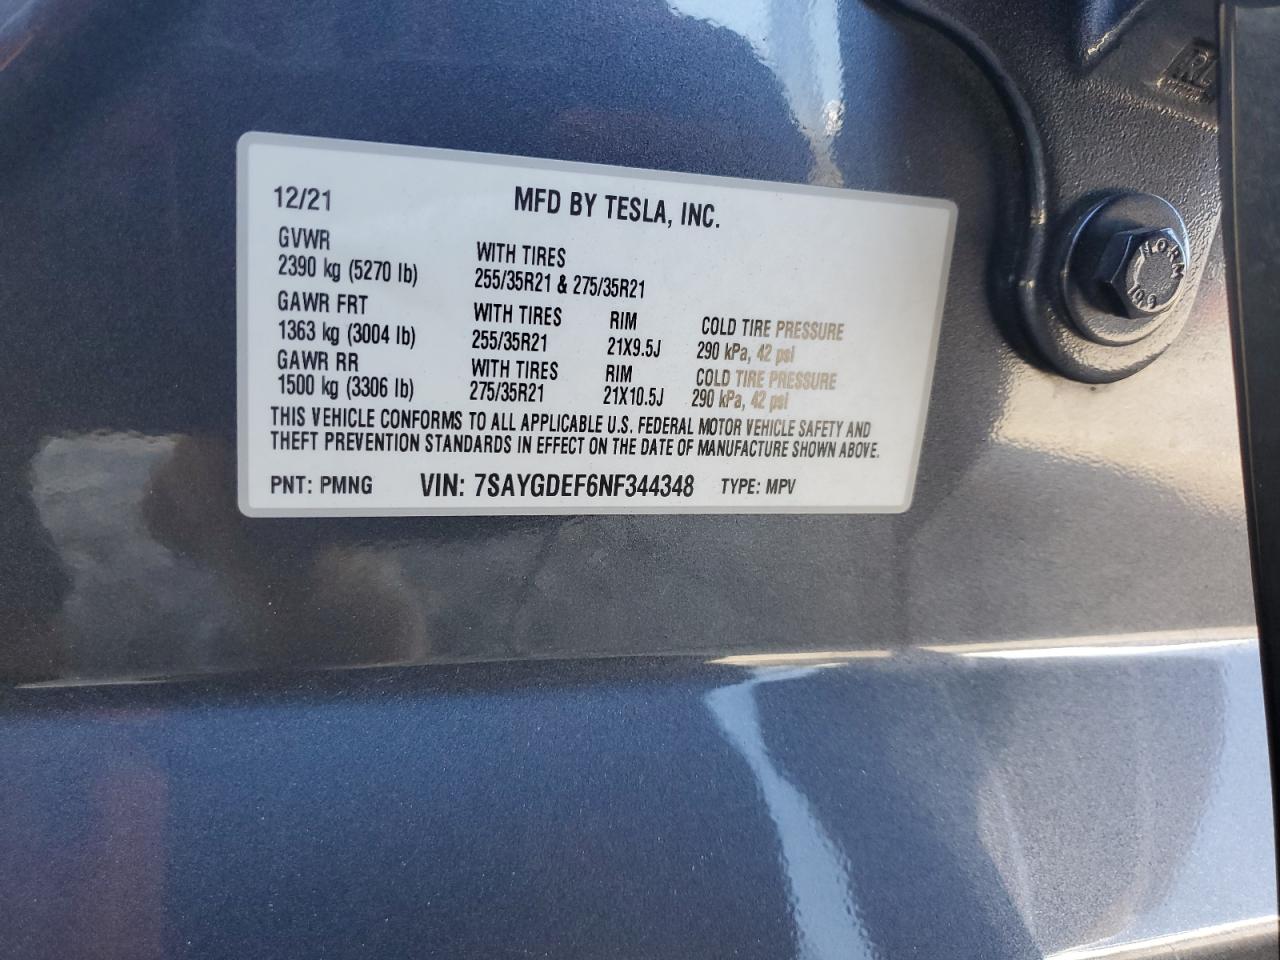 12/21 MFD BY TESLA, INC.
GVWR
2390 kg (5270 lb)
WITH TIRES
255/35R21 & 275/35R21
GAWR FRT
1363 kg (3004 lb)
WITH TIRES
255/35R21
RIM
21X9.5J
COLD TIRE PRESSURE
290 kPa, 42 psi
GAWR RR
1500 kg (3306 lb)
WITH TIRES
275/35R21
RIM
21X10.5J
COLD TIRE PRESSURE
290 kPa, 42 psi
THIS VEHICLE CONFORMS TO ALL APPLICABLE U.S. FEDERAL MOTOR VEHICLE SAFETY AND
THEFT PREVENTION STANDARDS IN EFFECT ON THE DATE OF MANUFACTURE SHOWN ABOVE.
PNT: PMNG VIN: 7SAYGDEF6NF344348 TYPE: MPV
NORM
10.9